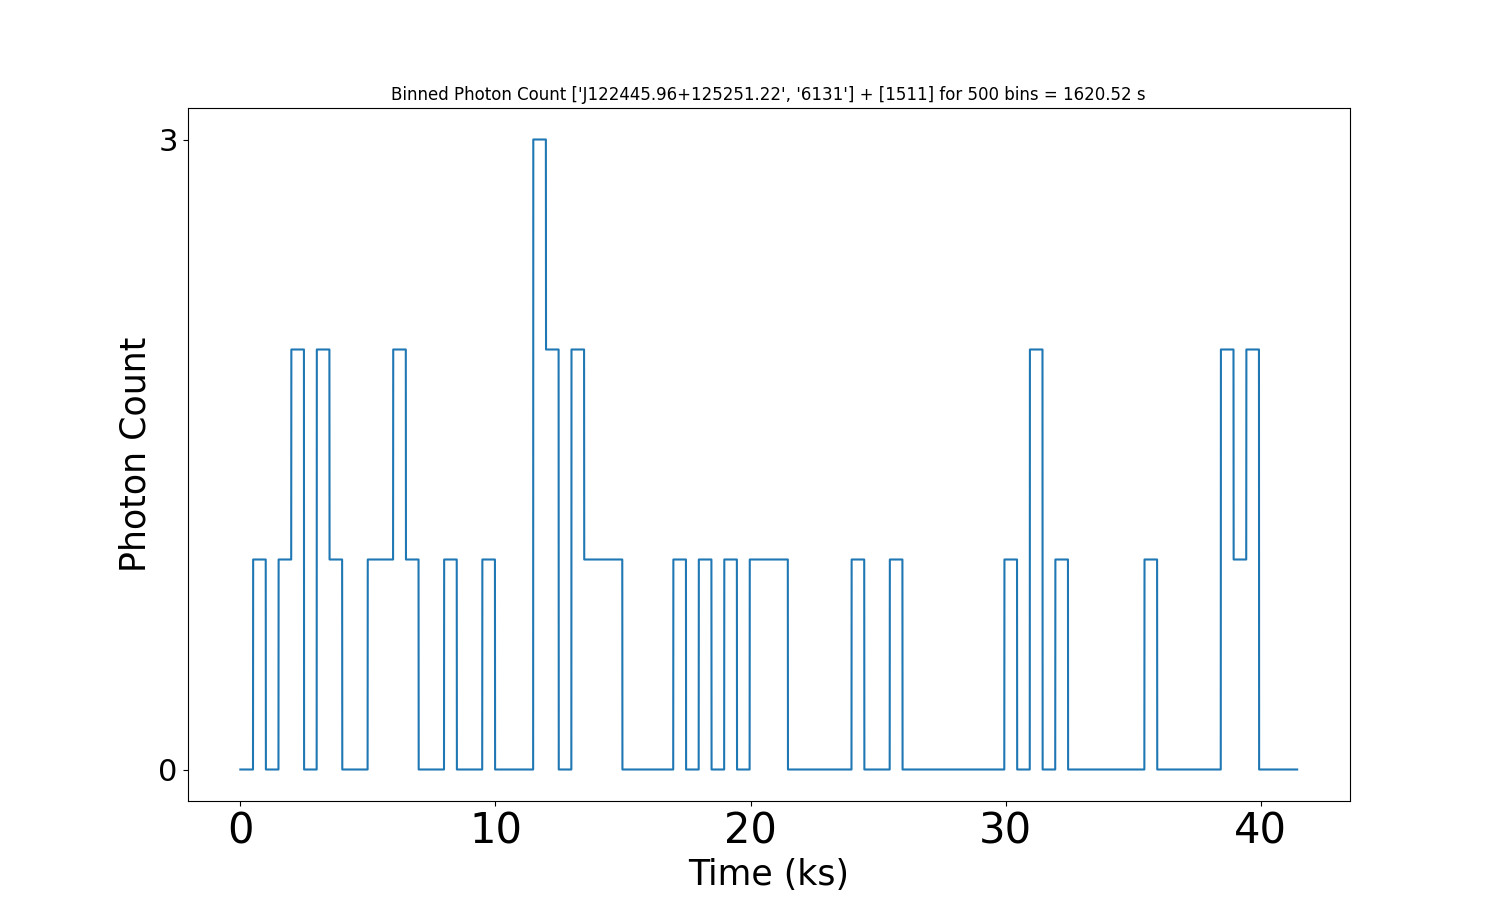 Binned Photon Count ['J122445.96+125251.22', '6131'] + [1511] for 500 bins = 1620.52 s
3
0
Photon Count
0 10 20 30 40
Time (ks)